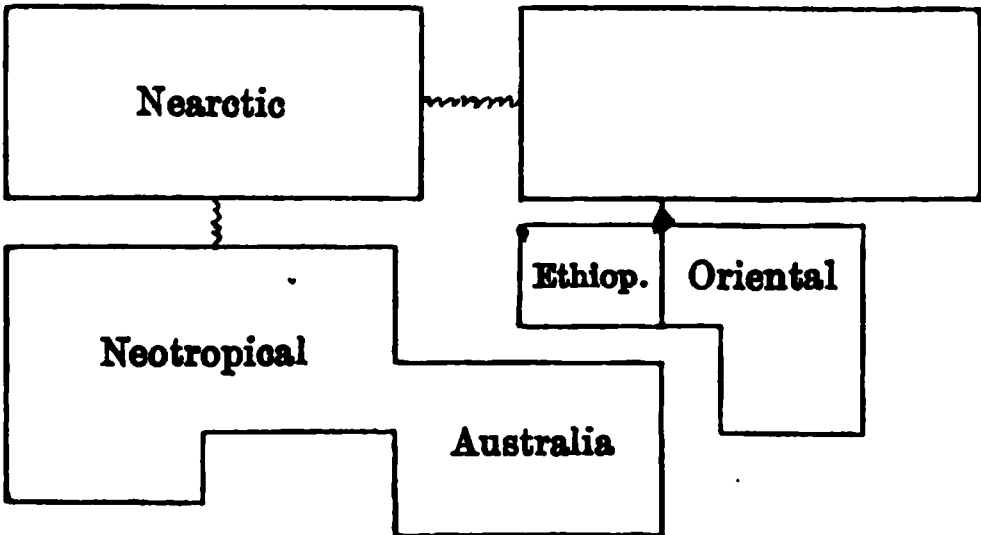 Nearctic
Ethiop.
Oriental
Neotropical
Australia